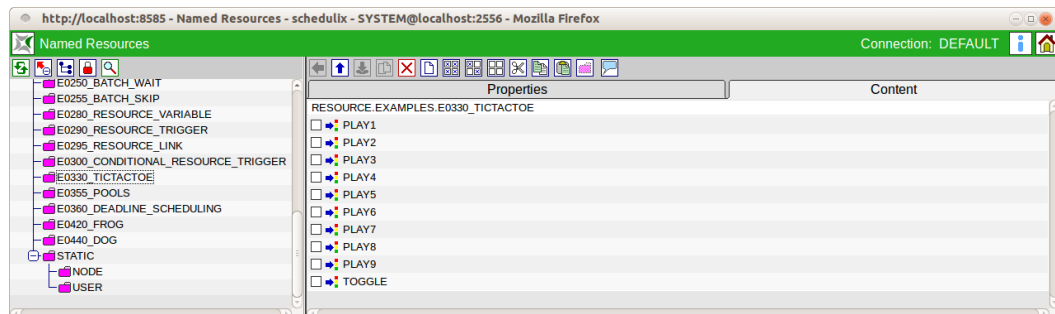 http://localhost:8585 - Named Resources - schedulix - SYSTEM@localhost:2556 - Mozilla Firefox
Named Resources
Connection: DEFAULT
E0250_BATCH_WAIT
E0255_BATCH_SKIP
E0280_RESOURCE_VARIABLE
E0290_RESOURCE_TRIGGER
E0295_RESOURCE_LINK
E0300_CONDITIONAL_RESOURCE_TRIGGER
E0330_TICTACTOE
E0355_POOLS
E0360_DEADLINE_SCHEDULING
E0420_FROG
E0440_DOG
STATIC
NODE
USER
Properties
Content
RESOURCE.EXAMPLES.E0330_TICTACTOE
PLAY1
PLAY2
PLAY3
PLAY4
PLAY5
PLAY6
PLAY7
PLAY8
PLAY9
TOGGLE